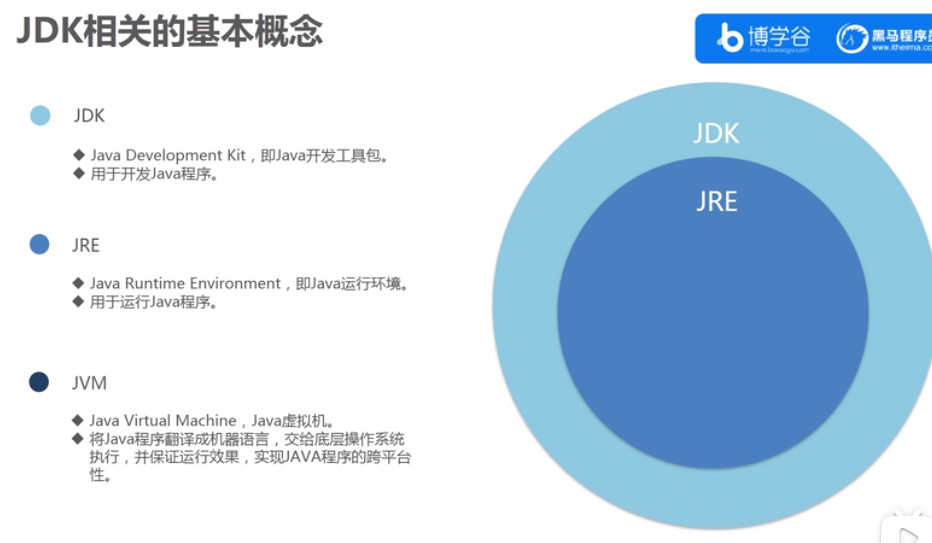 JDK相关的基本概念
博学谷
www.boxuegu.com
黑马程序员
www.itheima.co
JDK
◆ Java Development Kit，即Java开发工具包。
◆ 用于开发Java程序。
JRE
◆ Java Runtime Environment，即Java运行环境。
◆ 用于运行Java程序。
JVM
◆ Java Virtual Machine，Java虚拟机。
◆ 将Java程序翻译成机器语言，交给底层操作系统
执行，并保证运行效果，实现JAVA程序的跨平台
性。
JDK
JRE